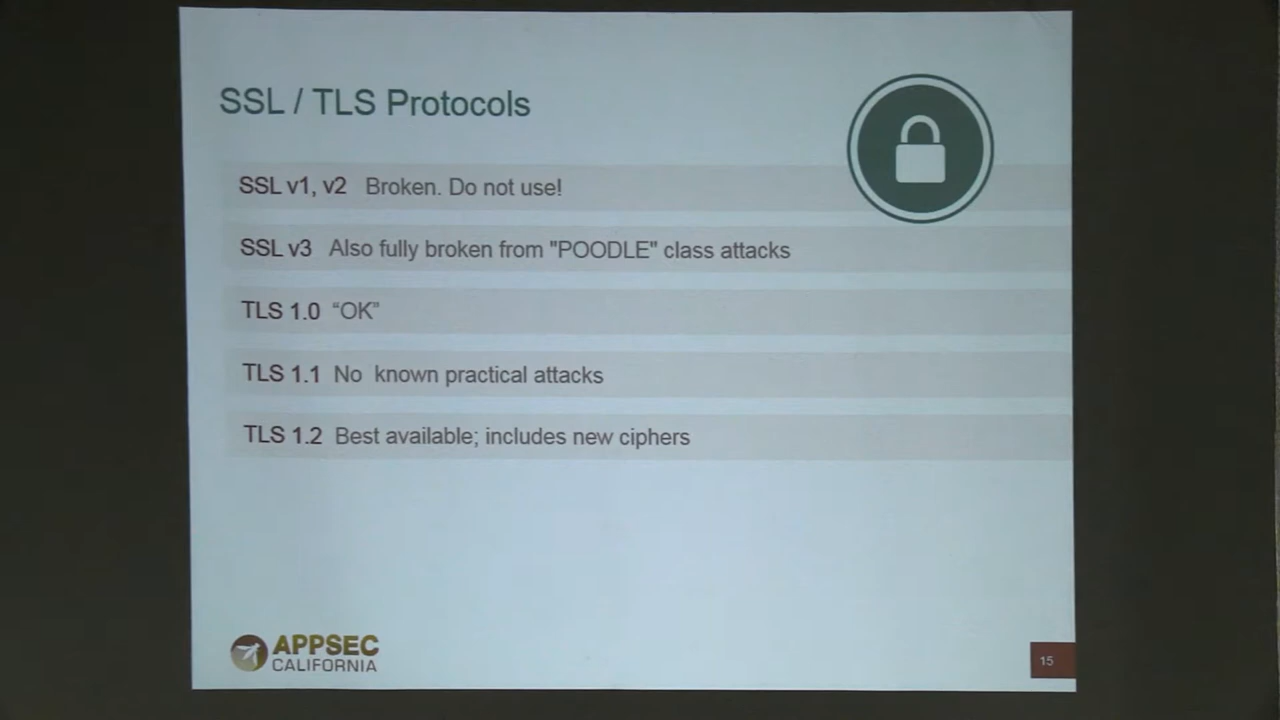 SSL / TLS Protocols
SSL v1, v2 Broken. Do not use!
SSL v3 Also fully broken from "POODLE" class attacks
TLS 1.0 “OK”
TLS 1.1 No known practical attacks
TLS 1.2 Best available; includes new ciphers
APPSEC
CALIFORNIA
15